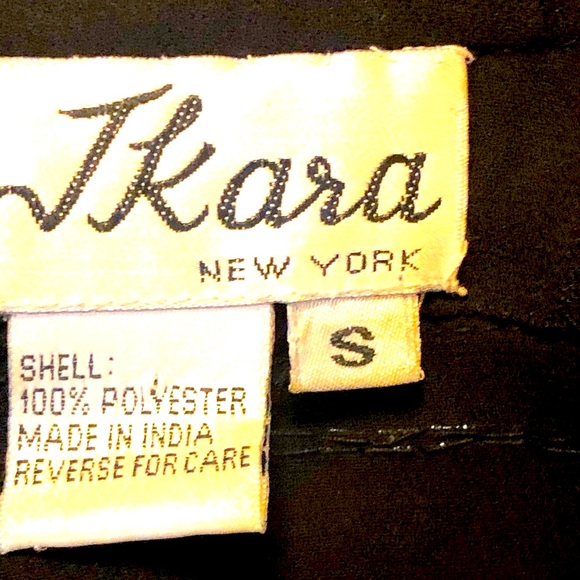 Ikara
NEW YORK
S
SHELL:
100% POLYESTER
MADE IN INDIA
REVERSE FOR CARE